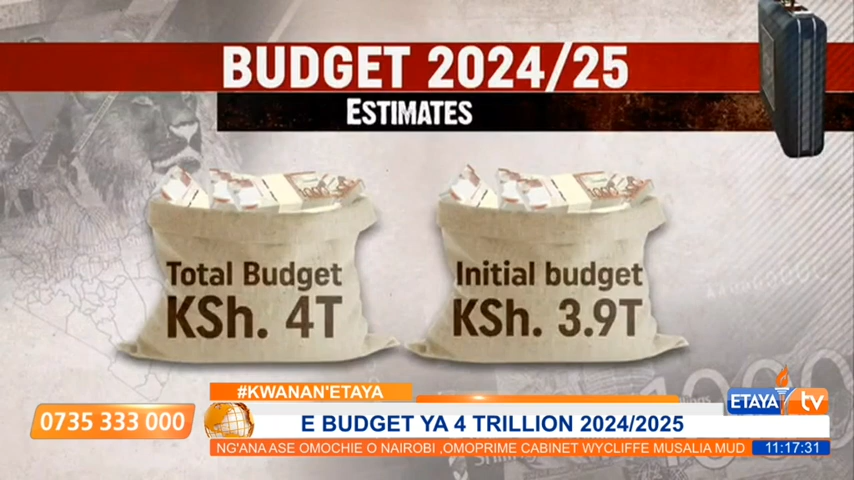 BUDGET 2024/25
ESTIMATES
Total Budget
KSh. 4T
Initial budget
KSh. 3.9T
#KWANAN'ETAYA
0735 333 000
E BUDGET YA 4 TRILLION 2024/2025
ETAYA tv
NG'ANA ASE OMOCHIE O NAIROBI ,OMOPRIME CABINET WYCLIFFE MUSALIA MUD
11:17:31